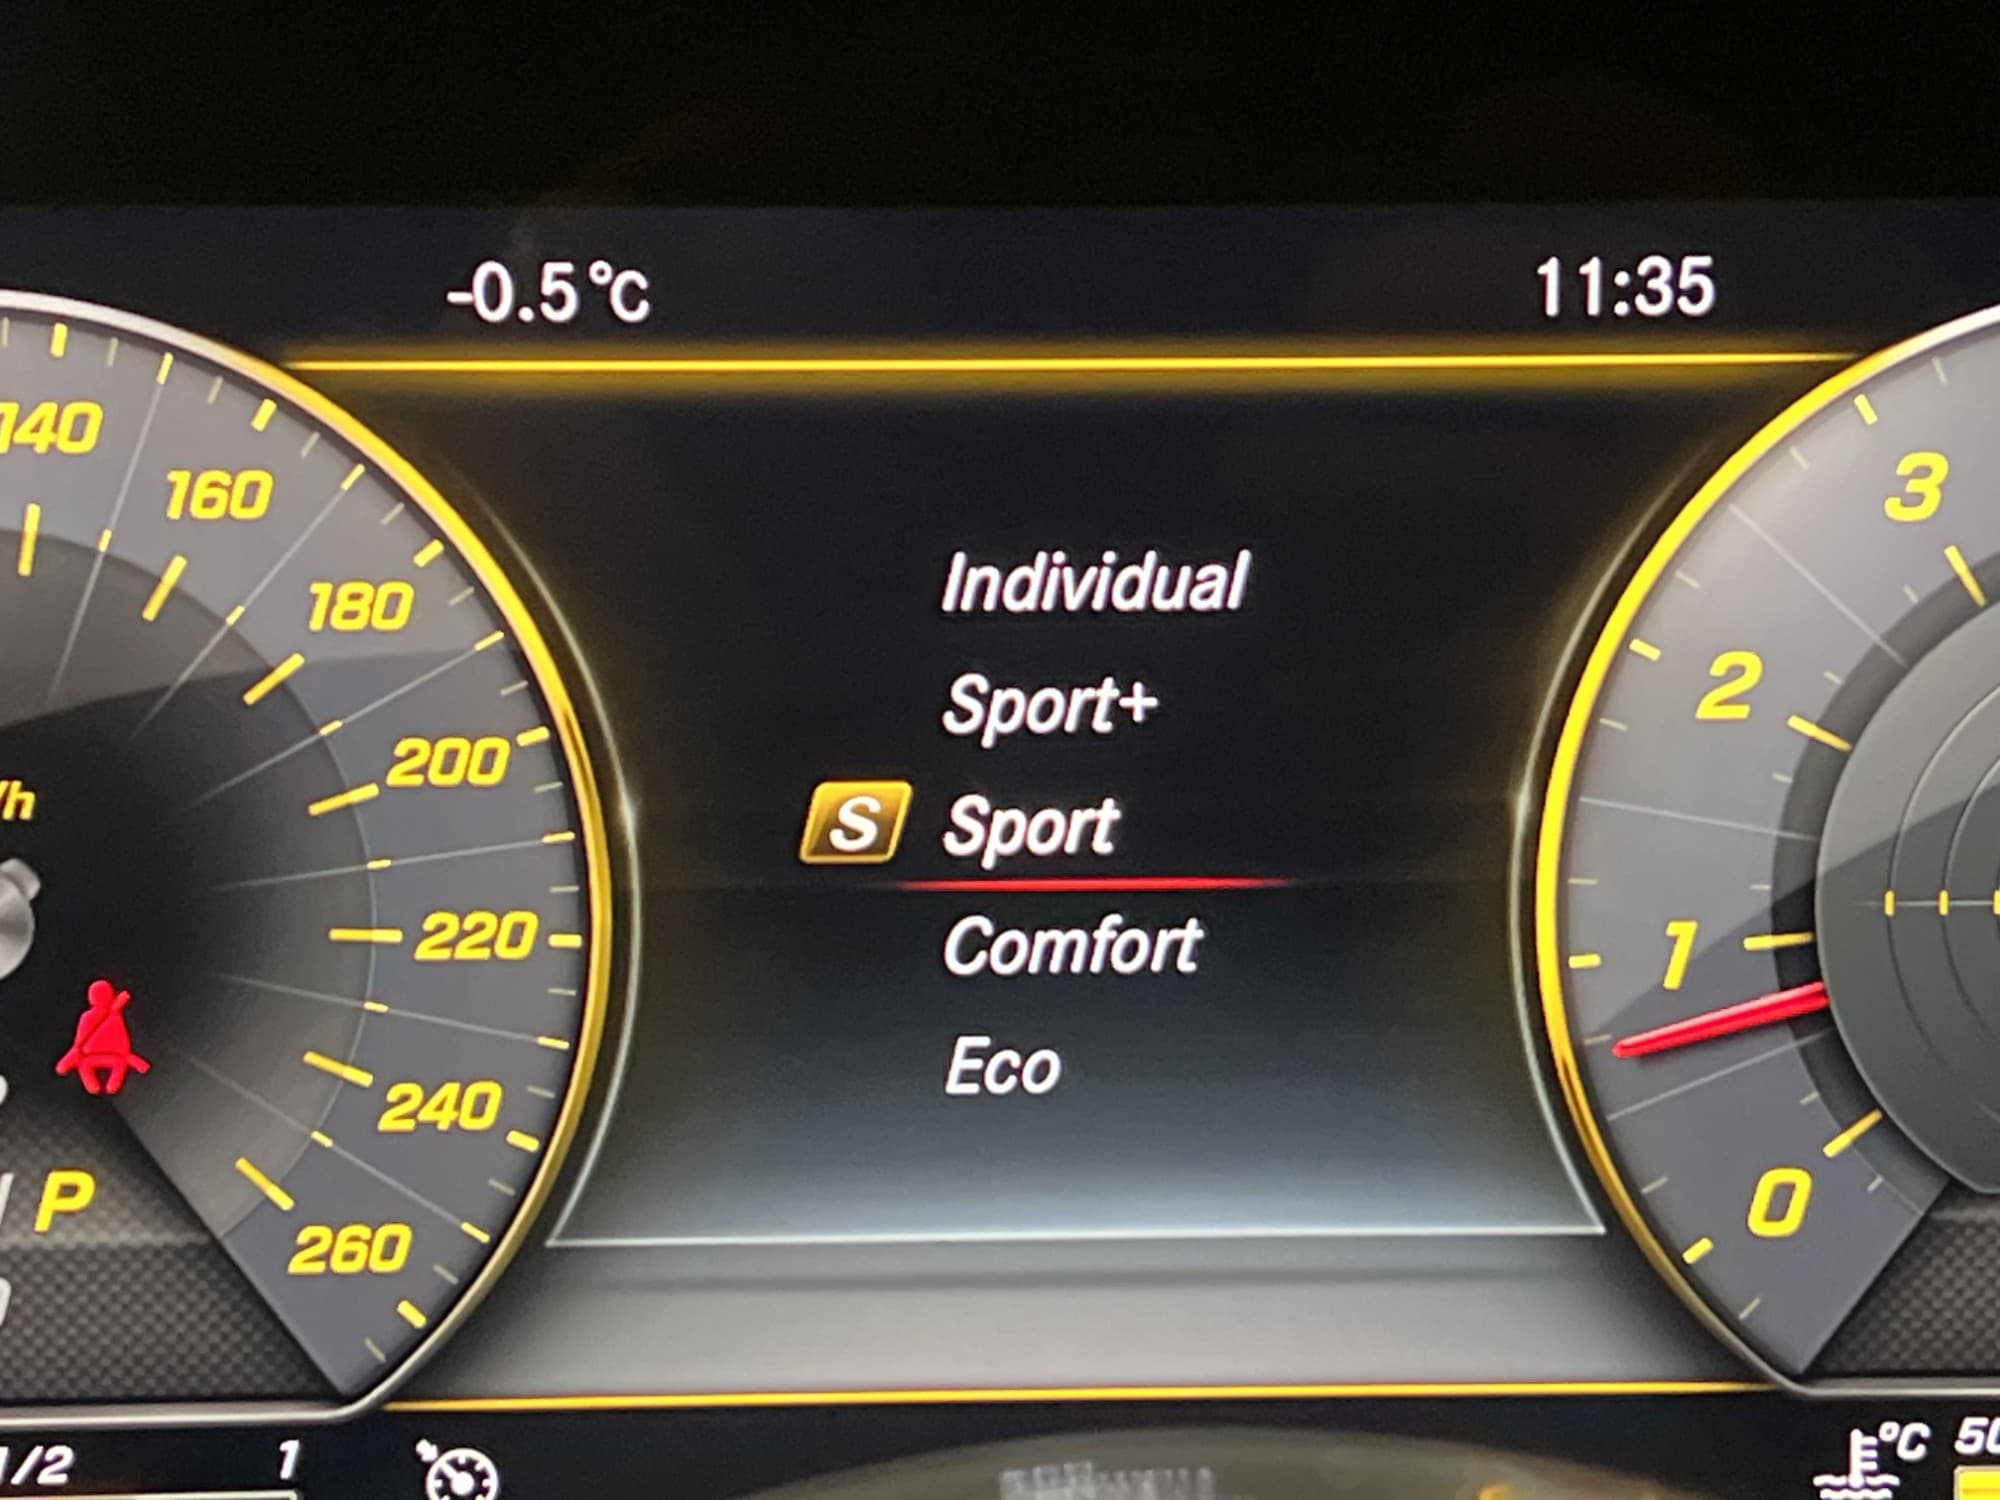 -0.5°C
11:35
140
160
180
200
220
240
260
/h
P
Individual
Sport+
S Sport
Comfort
Eco
3
2
1
0
1/2
1
°C